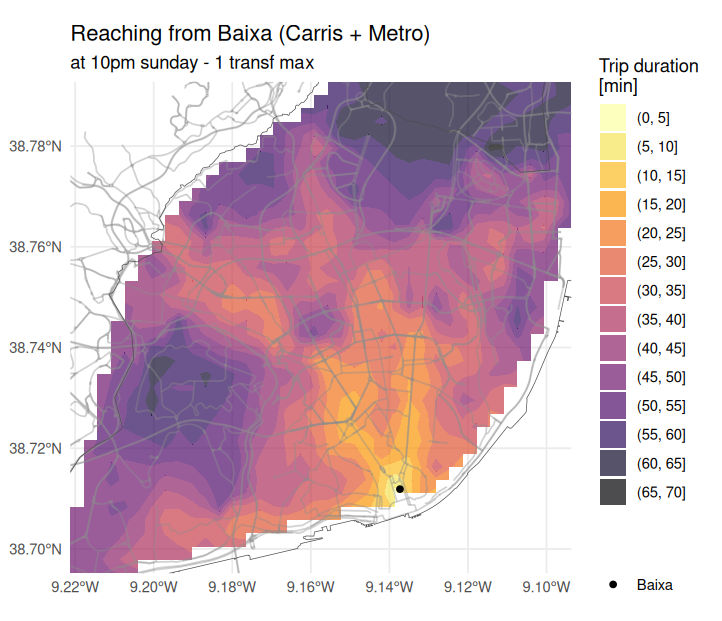 Reaching from Baixa (Carris + Metro)
at 10pm sunday - 1 transf max
Trip duration
[min]
(0, 5]
(5, 10]
(10, 15]
(15, 20]
(20, 25]
(25, 30]
(30, 35]
(35, 40]
(40, 45]
(45, 50]
(50, 55]
(55, 60]
(60, 65]
(65, 70]
Baixa
38.78°N
38.76°N
38.74°N
38.72°N
38.70°N
9.22°W 9.20°W 9.18°W 9.16°W 9.14°W 9.12°W 9.10°W